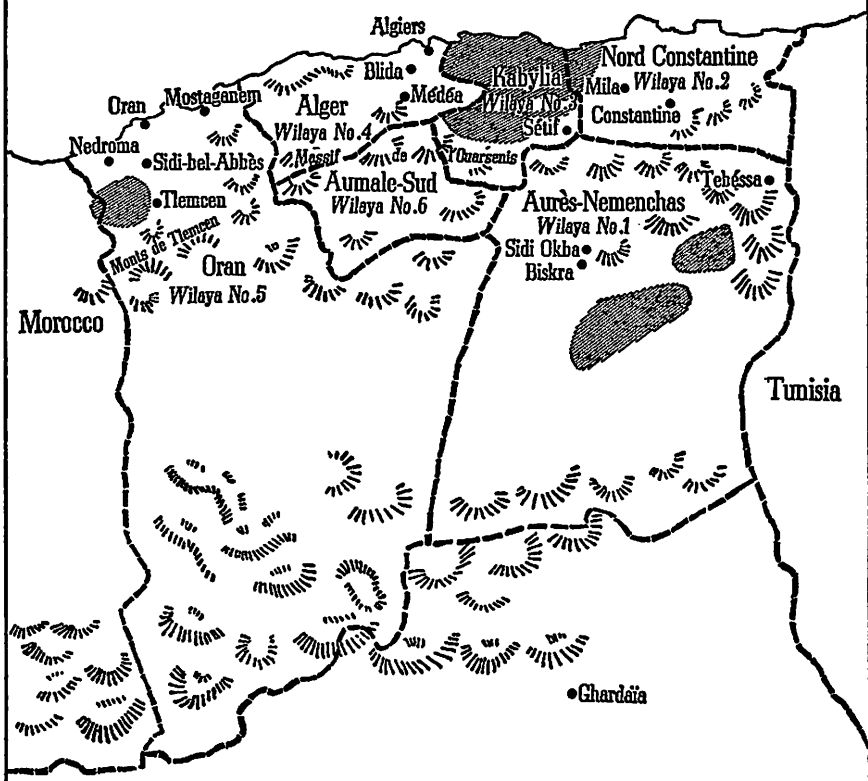 Algiers
Nord Constantine
Wilaya No.2
Kabylia
Wilaya No.3
Blida
Mila
Médéa
Constantine
Sétif
Mostaganem
Oran
Alger
Wilaya No.4
Nedroma
Sidi-bel-Abbès
Massif de l'Ouarsenis
Aumale-Sud
Wilaya No.6
Tebéssa
Tlemcen
Aurès-Nemenchas
Wilaya No.1
Monts de Tlemcen
Sidi Okba
Biskra
Oran
Wilaya No.5
Morocco
Tunisia
Ghardaïa